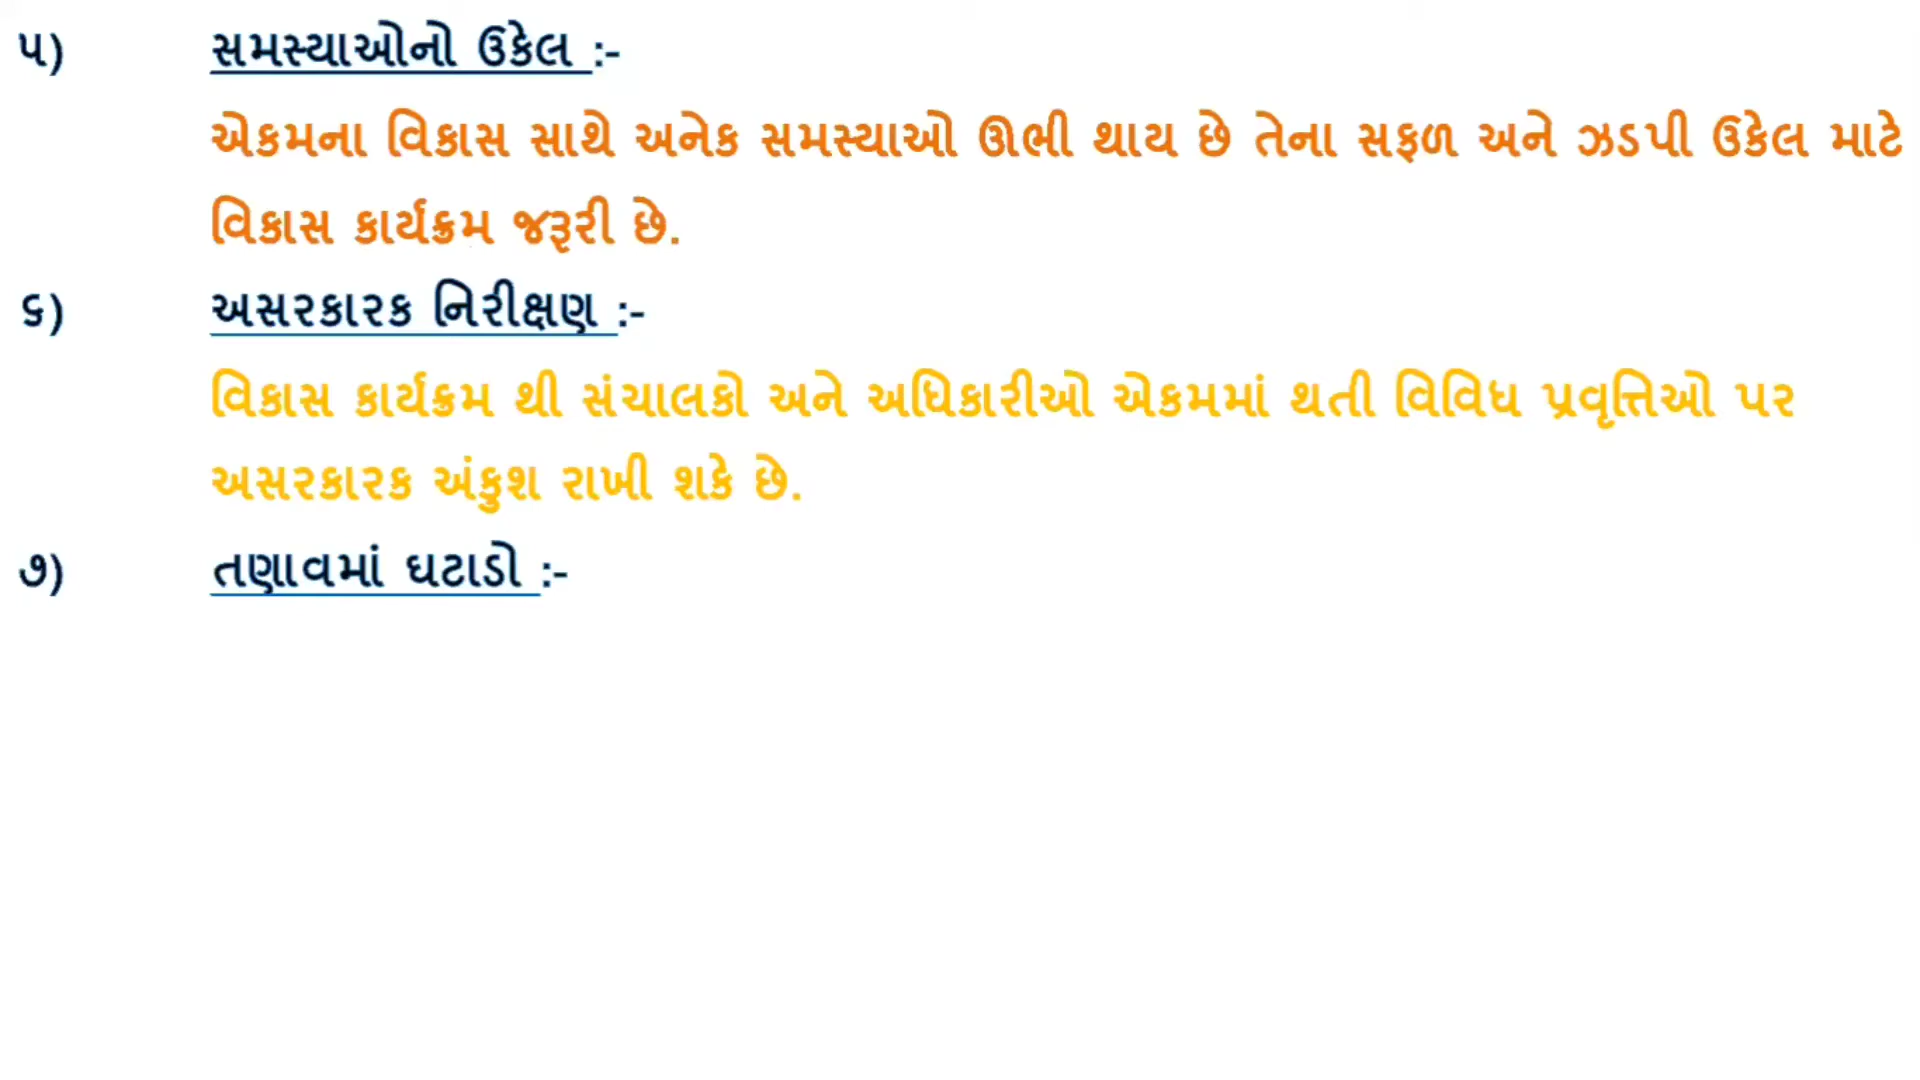 ૫) સમસ્યાઓનો ઉકેલ :-
એકમના વિકાસ સાથે અનેક સમસ્યાઓ ઊભી થાય છે તેના સફળ અને ઝડપી ઉકેલ માટે
વિકાસ કાર્યક્રમ જરૂરી છે.
૬) અસરકારક નિરીક્ષણ :-
વિકાસ કાર્યક્રમ થી સંચાલકો અને અધિકારીઓ એકમમાં થતી વિવિધ પ્રવૃત્તિઓ પર
અસરકારક અંકુશ રાખી શકે છે.
૭) તણાવમાં ઘટાડો :-